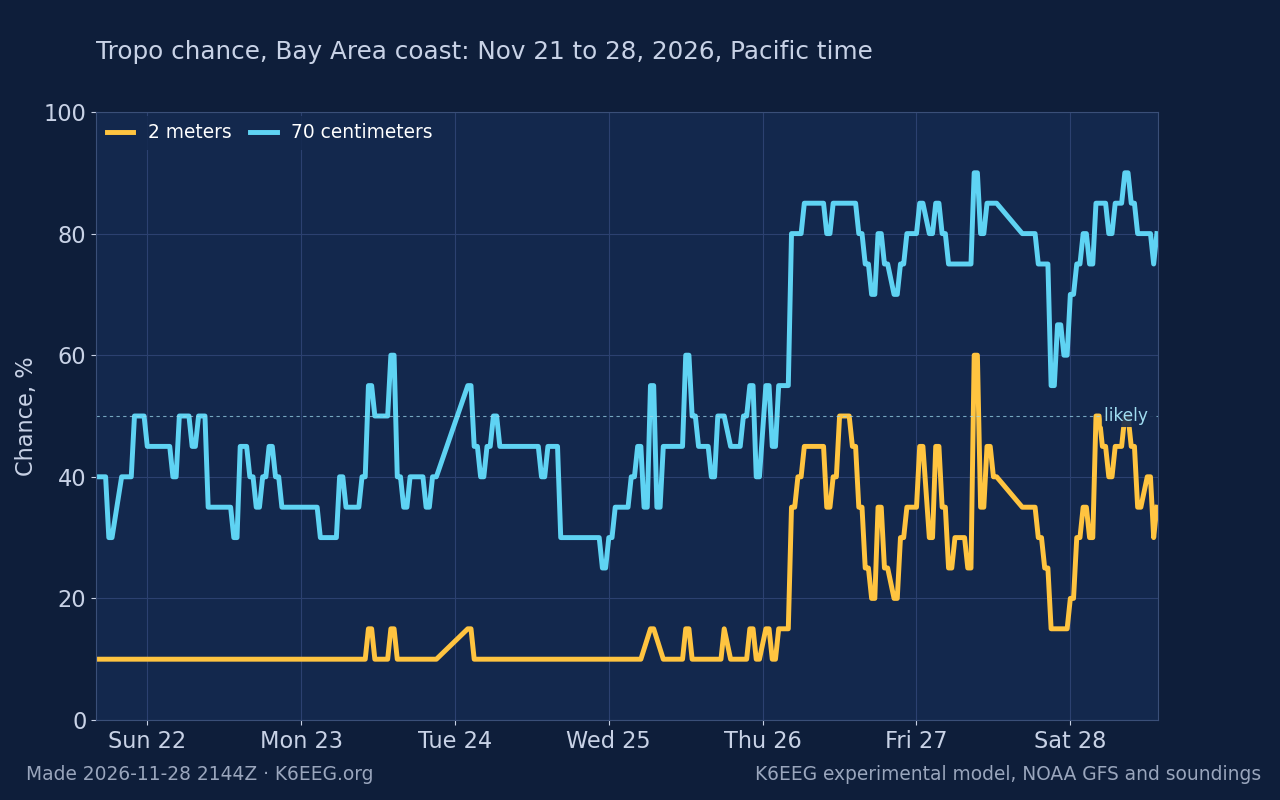 Tropo chance, Bay Area coast: Nov 21 to 28, 2026, Pacific time
100
2 meters
70 centimeters
80
60
likely
40
20
0
Chance, %
Sun 22
Mon 23
Tue 24
Wed 25
Thu 26
Fri 27
Sat 28
Made 2026-11-28 2144Z · K6EEG.org
K6EEG experimental model, NOAA GFS and soundings